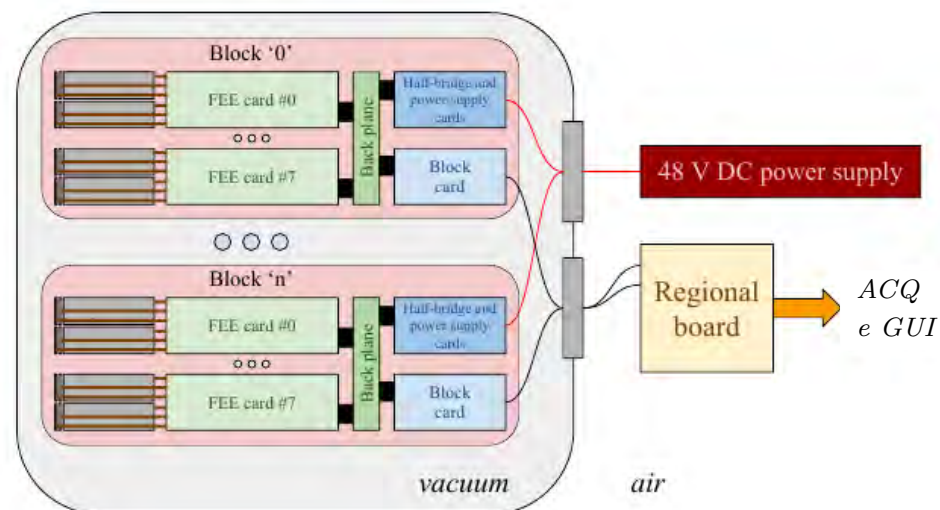 Block ‘0’
FEE card #0
Back plane
Half-bridge and
power supply
cards
FEE card #7
Block
card
48 V DC power supply
Block ‘n’
FEE card #0
Back plane
Half-bridge and
power supply
cards
FEE card #7
Block
card
Regional
board
ACQ
e GUI
vacuum
air